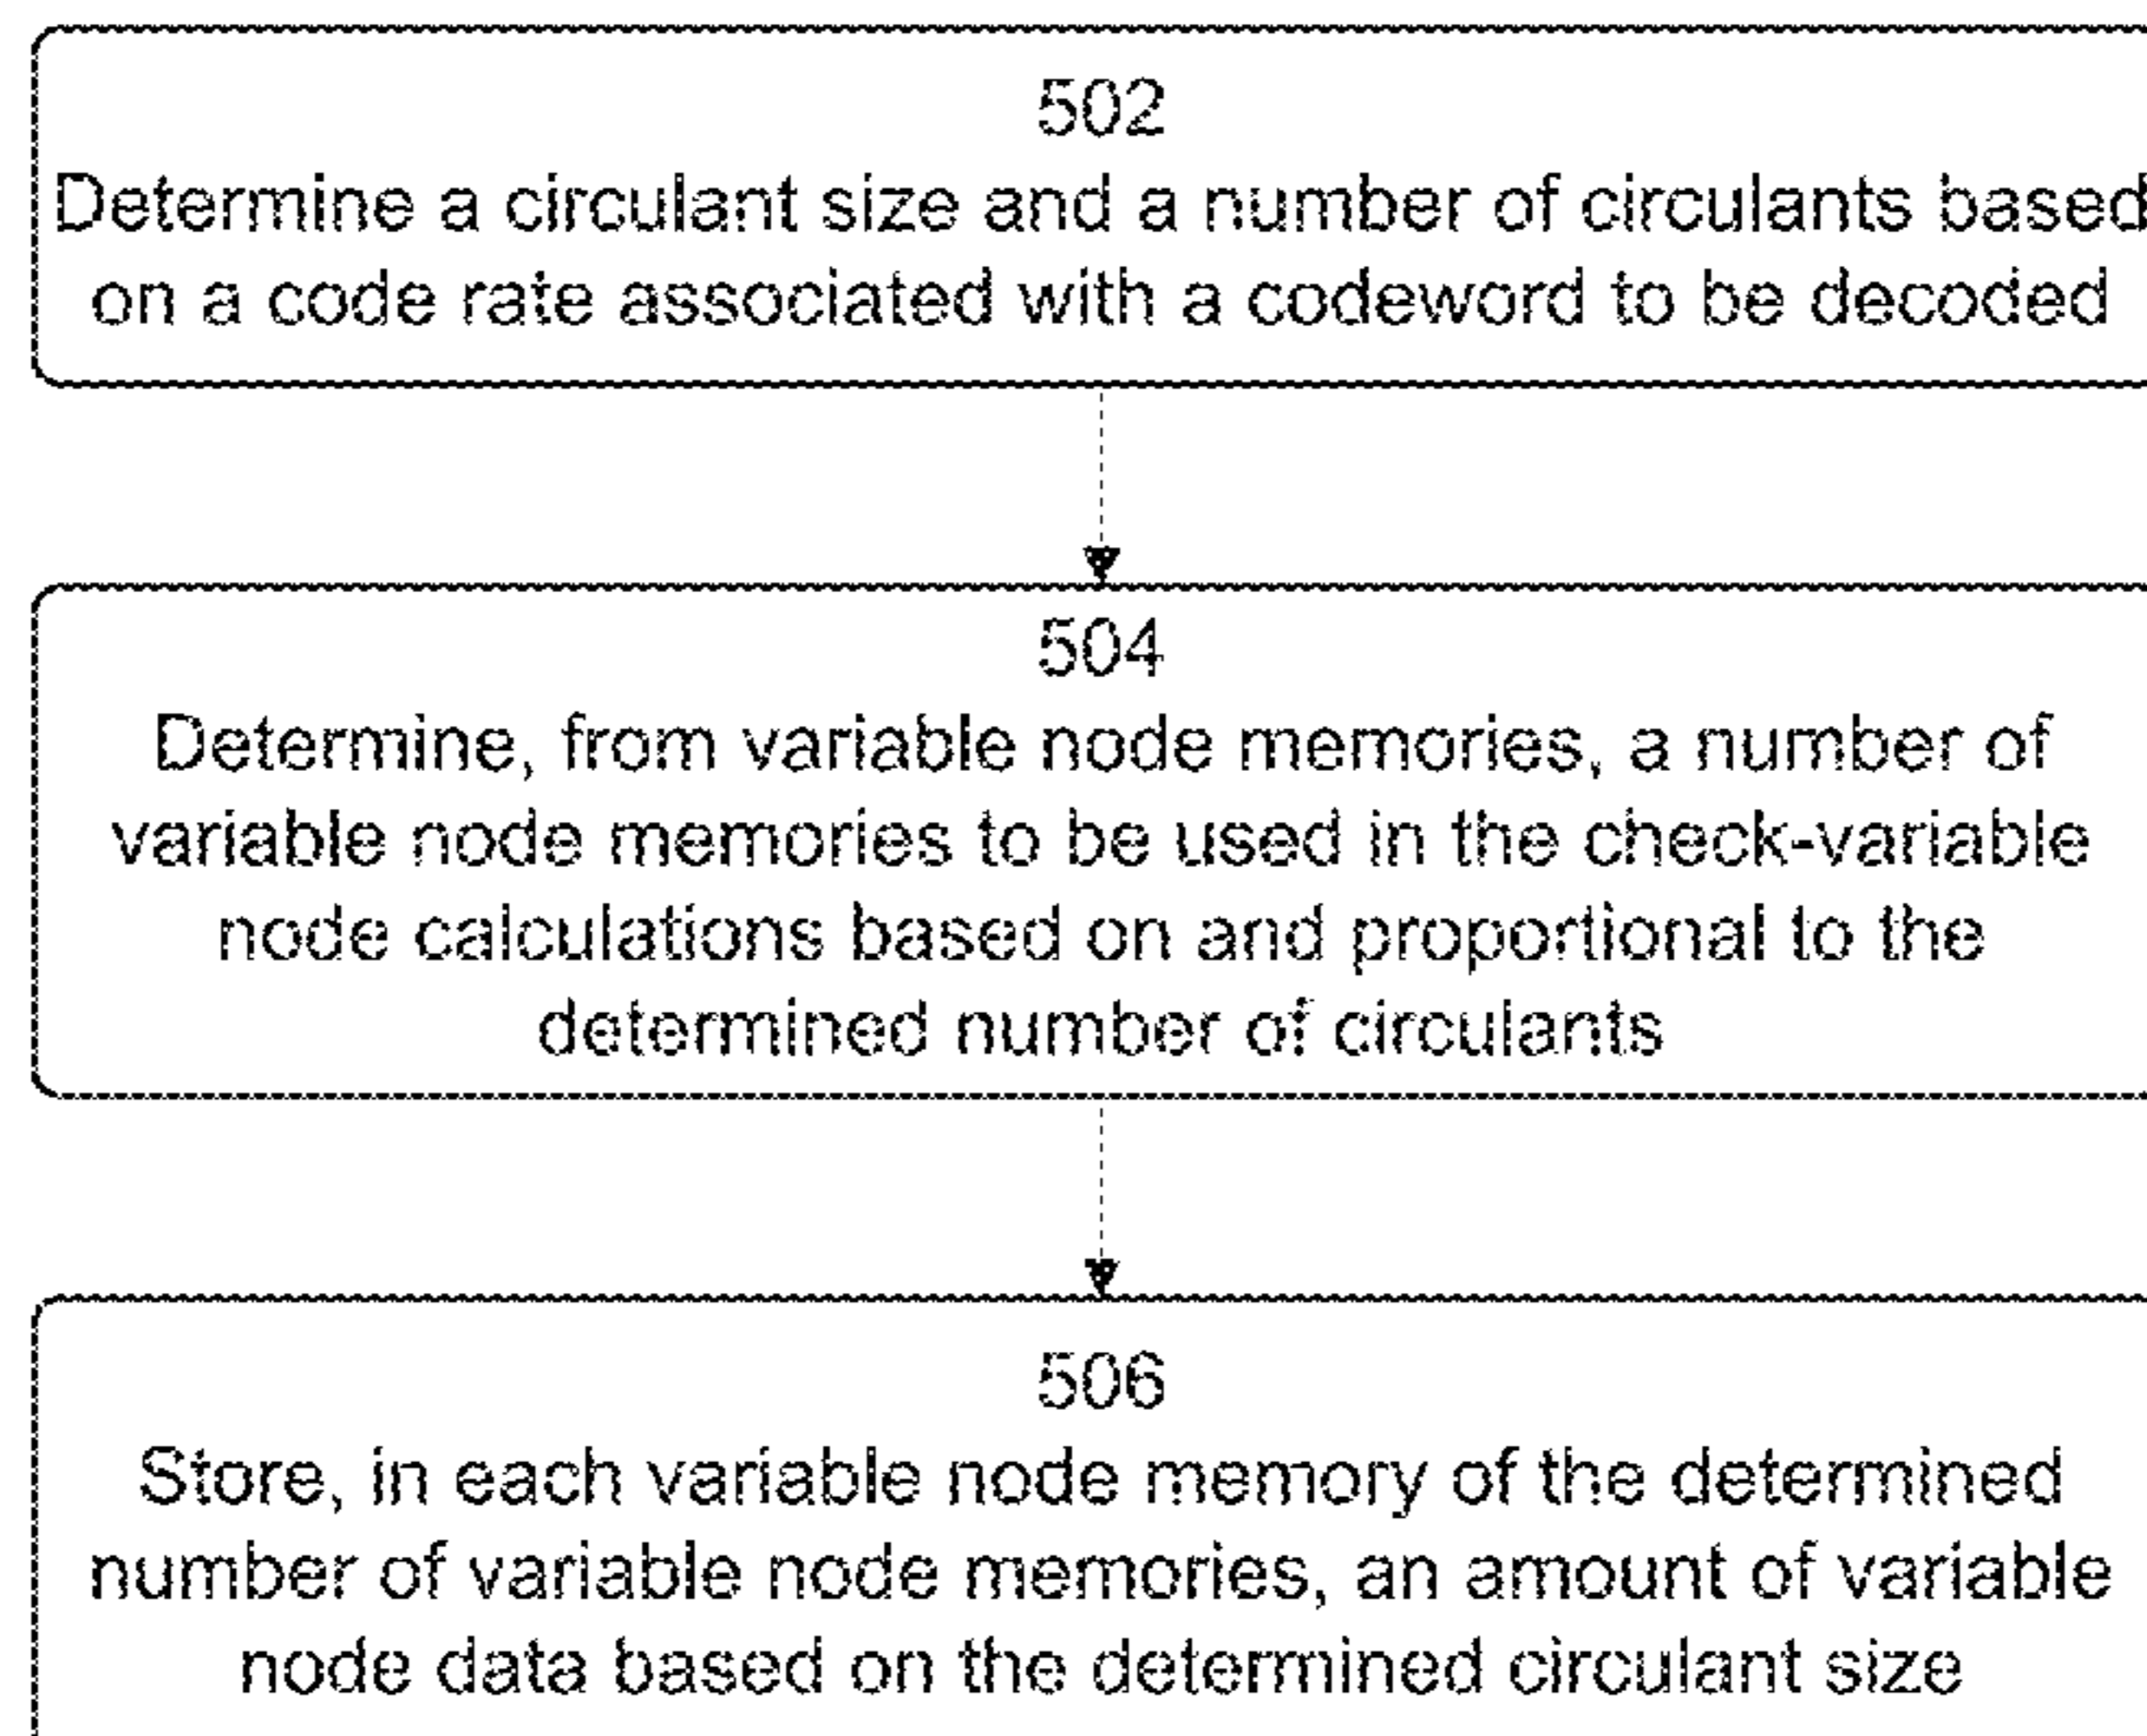 502
Determine a circulant size and a number of circulants based
on a code rate associated with a codeword to be decoded
504
Determine, from variable node memories, a number of
variable node memories to be used in the check-variable
node calculations based on and proportional to the
determined number of circulants
506
Store, in each variable node memory of the determined
number of variable node memories, an amount of variable
node data based on the determined circulant size